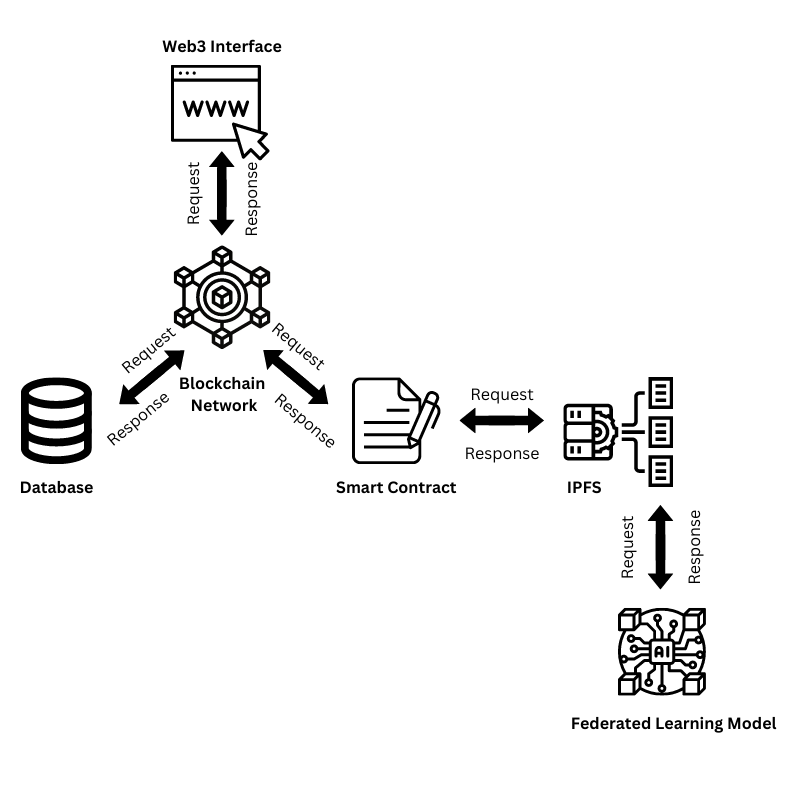 Web3 Interface
WWW
Request
Response
Request
Response
Request
Response
Blockchain
Network
Database
Smart Contract
Request
Response
IPFS
Request
Response
AI
Federated Learning Model